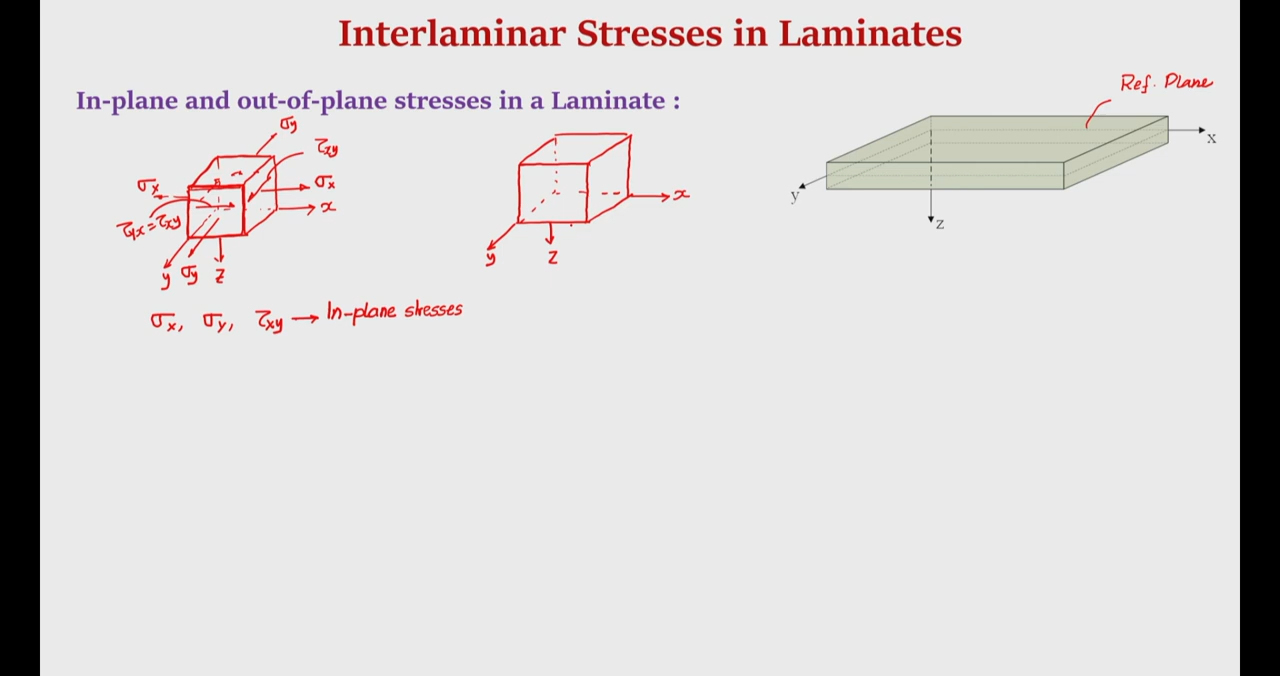 Interlaminar Stresses in Laminates
In-plane and out-of-plane stresses in a Laminate :
Ref. Plane
σy
τxy
σx
σx
x
τyx = τxy
y
σy
z
x
y
z
x
y
z
σx, σy, τxy → In-plane stresses